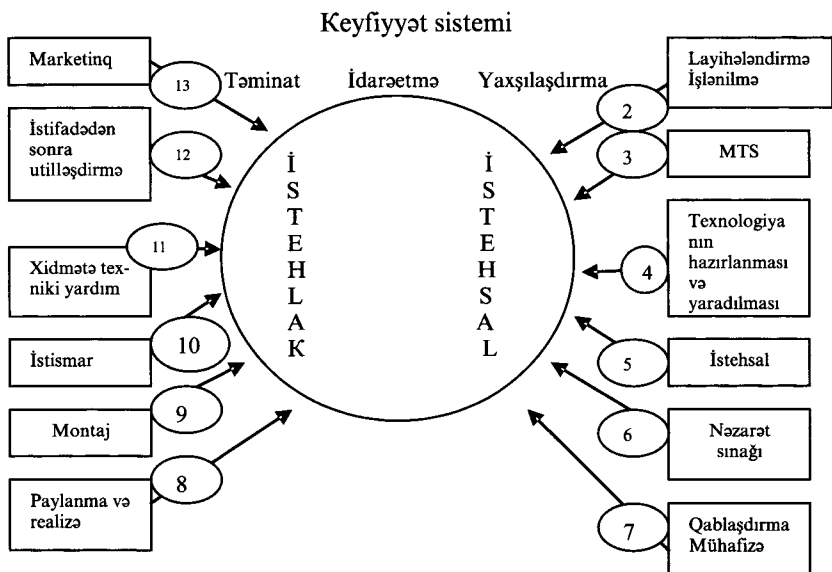 Keyfiyyət sistemi
Təminat
İdarəetmə
Yaxşılaşdırma
Marketinq
13
İstifadədən
sonra
utilləşdirmə
12
Xidmətə tex-
niki yardım
11
İstismar
10
Montaj
9
Paylanma və
realizə
8
İSTEHLAK
İSTEHSAL
Layihələndirmə
İşlənilmə
2
MTS
3
Texnologiya
nın
hazırlanması
və
yaradılması
4
İstehsal
5
Nəzarət
sınağı
6
Qablaşdırma
Mühafizə
7